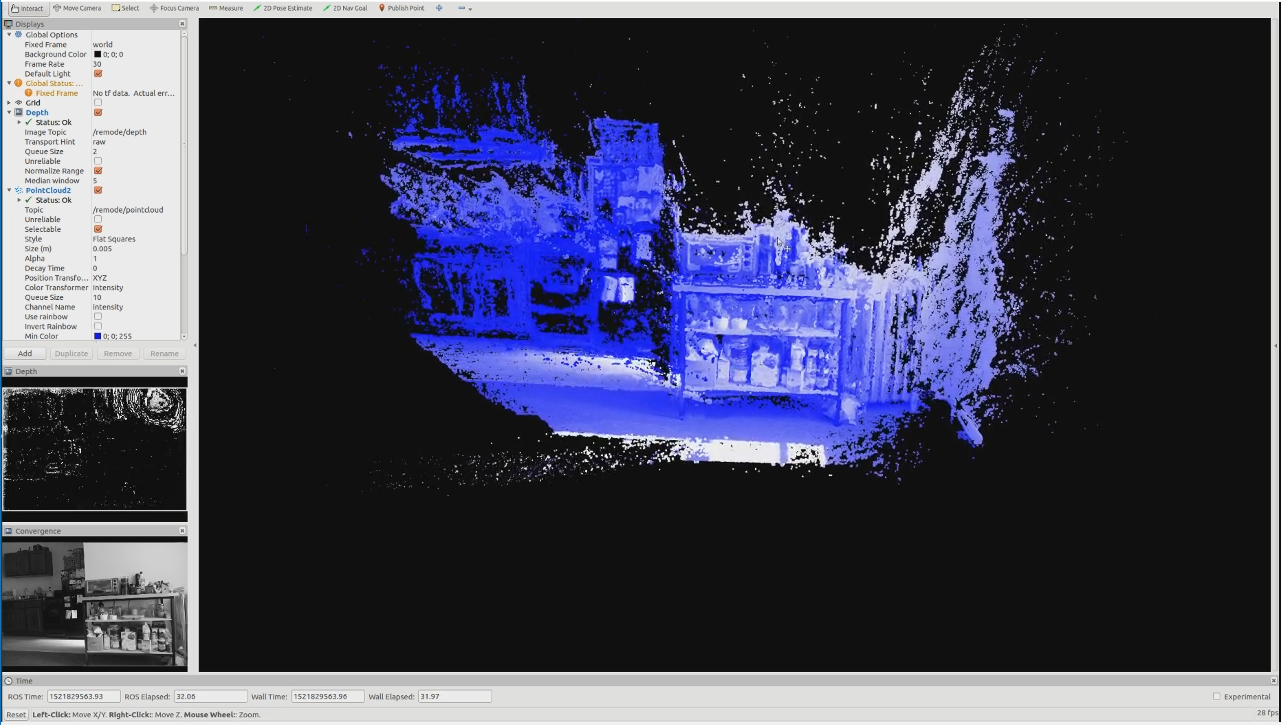 Interact Move Camera Select Focus Camera Measure 2D Pose Estimate 2D Nav Goal Publish Point
Displays
Global Options
Fixed Frame world
Background Color 0; 0; 0
Frame Rate 30
Default Light
Global Status: ...
Fixed Frame No tf data. Actual err...
Grid
Depth
Status: Ok
Image Topic /remode/depth
Transport Hint raw
Queue Size 2
Unreliable
Normalize Range
Median window 5
PointCloud2
Status: Ok
Topic /remode/pointcloud
Unreliable
Selectable
Style Flat Squares
Size (m) 0.005
Alpha 1
Decay Time 0
Position Transfo... XYZ
Color Transformer Intensity
Queue Size 10
Channel Name intensity
Use rainbow
Invert Rainbow
Min Color 0; 0; 255
Add Duplicate Remove Rename
Depth
Convergence
Time
ROS Time: 1521829563.93 ROS Elapsed: 32.06 Wall Time: 1521829563.96 Wall Elapsed: 31.97 Experimental
Reset Left-Click: Move X/Y. Right-Click:: Move Z. Mouse Wheel:: Zoom. 28 fps